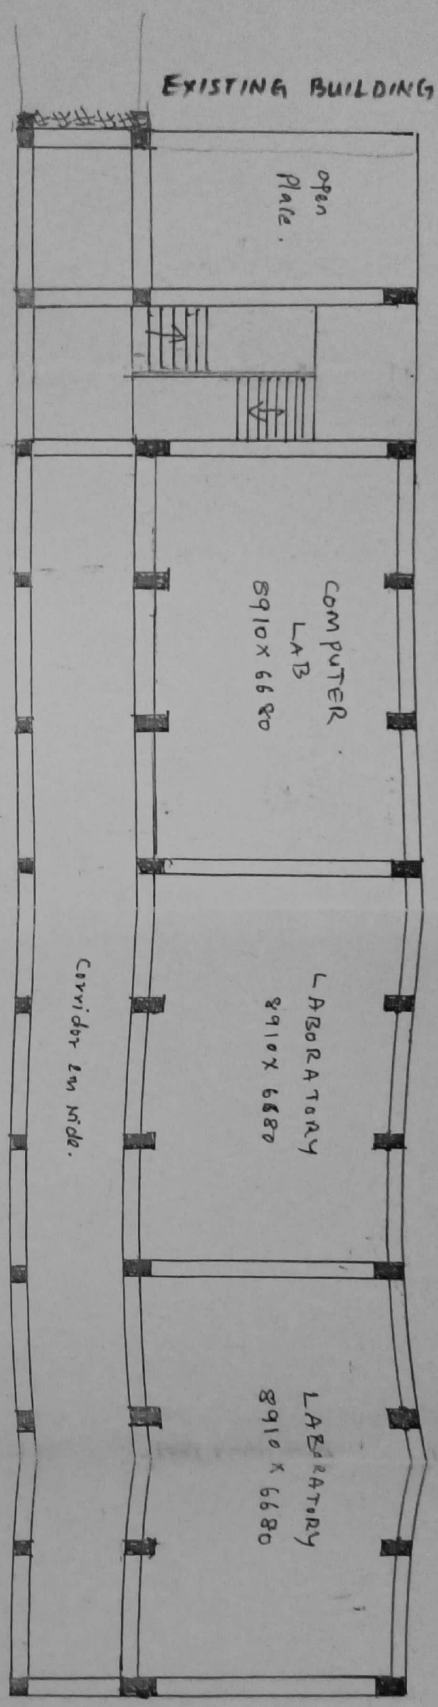 EXISTING BUILDING
open
Place.
COMPUTER
LAB
8910 X 6680
LABORATORY
8910 X 6680
Corridor 2m wide.
LABORATORY
8910 X 6680